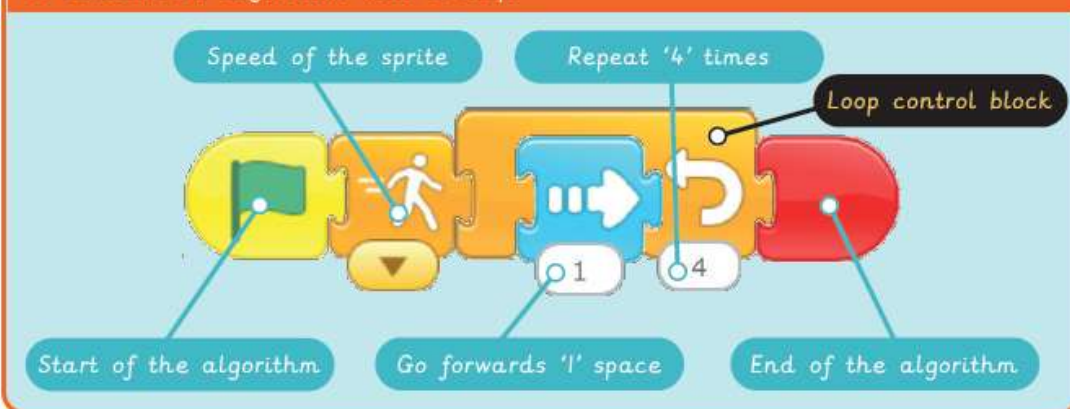 Speed of the sprite
Repeat '4' times
Loop control block
1
4
Start of the algorithm
Go forwards '1' space
End of the algorithm